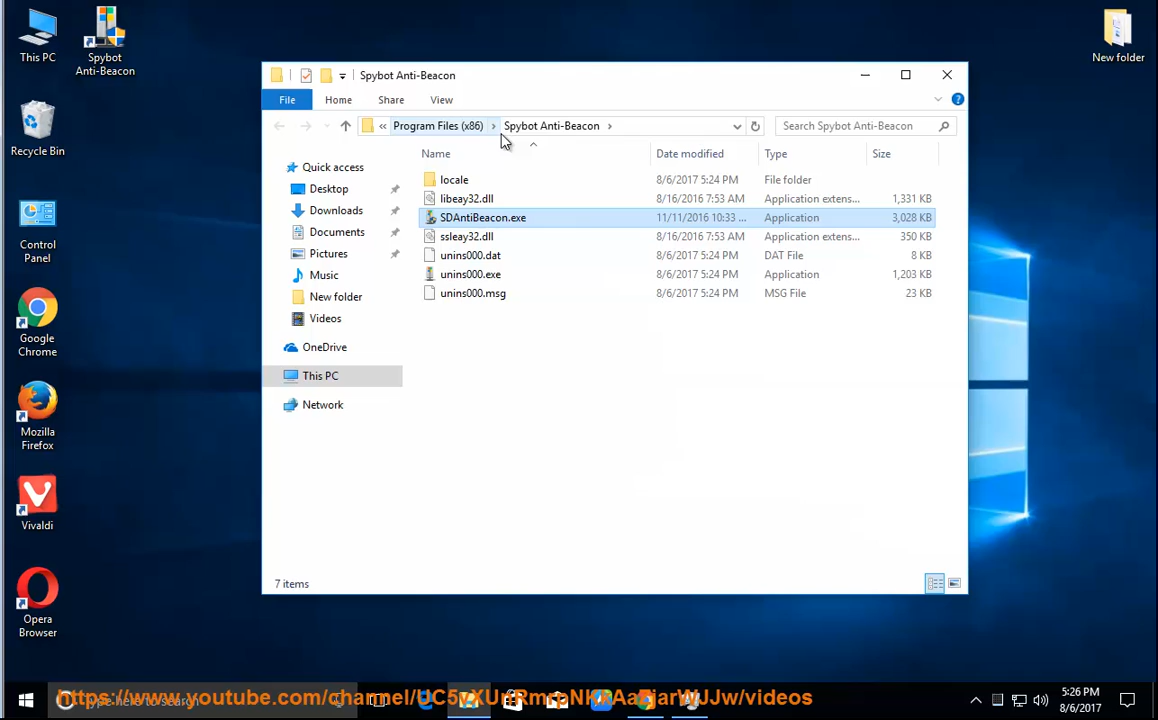 This PC
Spybot
Anti-Beacon
New folder
Recycle Bin
Control
Panel
Google
Chrome
Mozilla
Firefox
Vivaldi
Opera
Browser
Spybot Anti-Beacon
File Home Share View
« Program Files (x86) › Spybot Anti-Beacon ›
Search Spybot Anti-Beacon
Name Date modified Type Size
locale 8/6/2017 5:24 PM File folder
libeay32.dll 8/16/2016 7:53 AM Application extens... 1,331 KB
SDAntiBeacon.exe 11/11/2016 10:33 ... Application 3,028 KB
ssleay32.dll 8/16/2016 7:53 AM Application extens... 350 KB
unins000.dat 8/6/2017 5:24 PM DAT File 8 KB
unins000.exe 8/6/2017 5:24 PM Application 1,203 KB
unins000.msg 8/6/2017 5:24 PM MSG File 23 KB
Quick access
Desktop
Downloads
Documents
Pictures
Music
New folder
Videos
OneDrive
This PC
Network
7 items
Type here to search
5:26 PM
8/6/2017